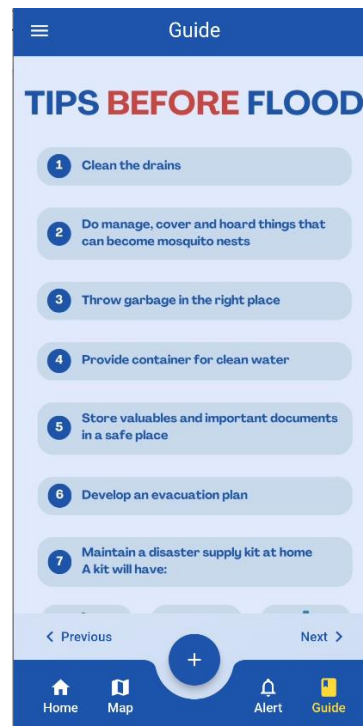 Guide
TIPS BEFORE FLOOD
1 Clean the drains
2 Do manage, cover and hoard things that
can become mosquito nests
3 Throw garbage in the right place
4 Provide container for clean water
5 Store valuables and important documents
in a safe place
6 Develop an evacuation plan
7 Maintain a disaster supply kit at home
A kit will have:
< Previous
Next >
+
Home Map Alert Guide